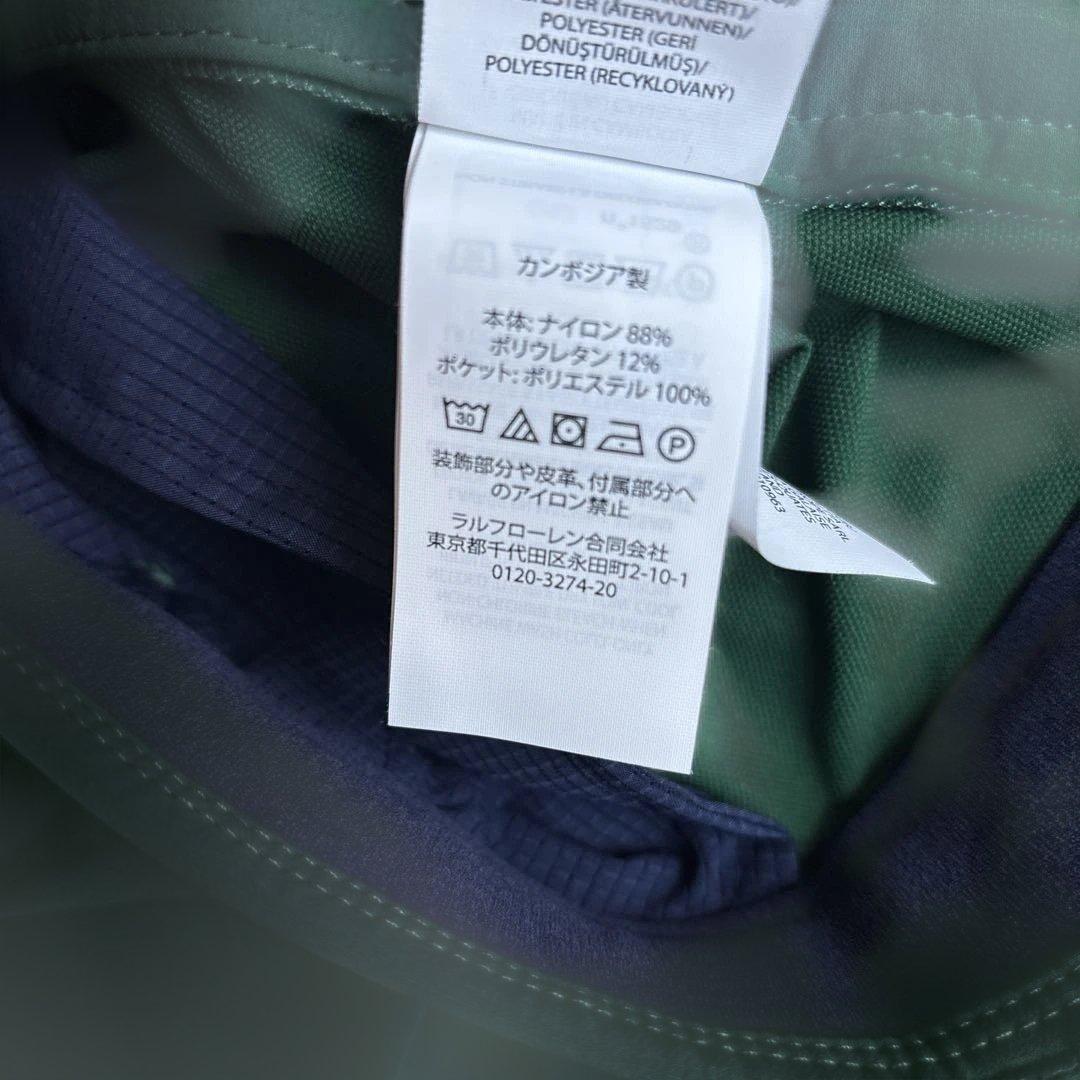 POLYESTER (ÅTERVUNNEN)/
POLYESTER (GERİ
DÖNÜŞTÜRÜLMÜŞ)/
POLYESTER (RECYKLOVANÝ)
カンボジア製
本体: ナイロン 88%
ポリウレタン 12%
ポケット: ポリエステル 100%
30
P
装飾部分や皮革、付属部分へ
のアイロン禁止
ラルフローレン合同会社
東京都千代田区永田町2-10-1
0120-3274-20